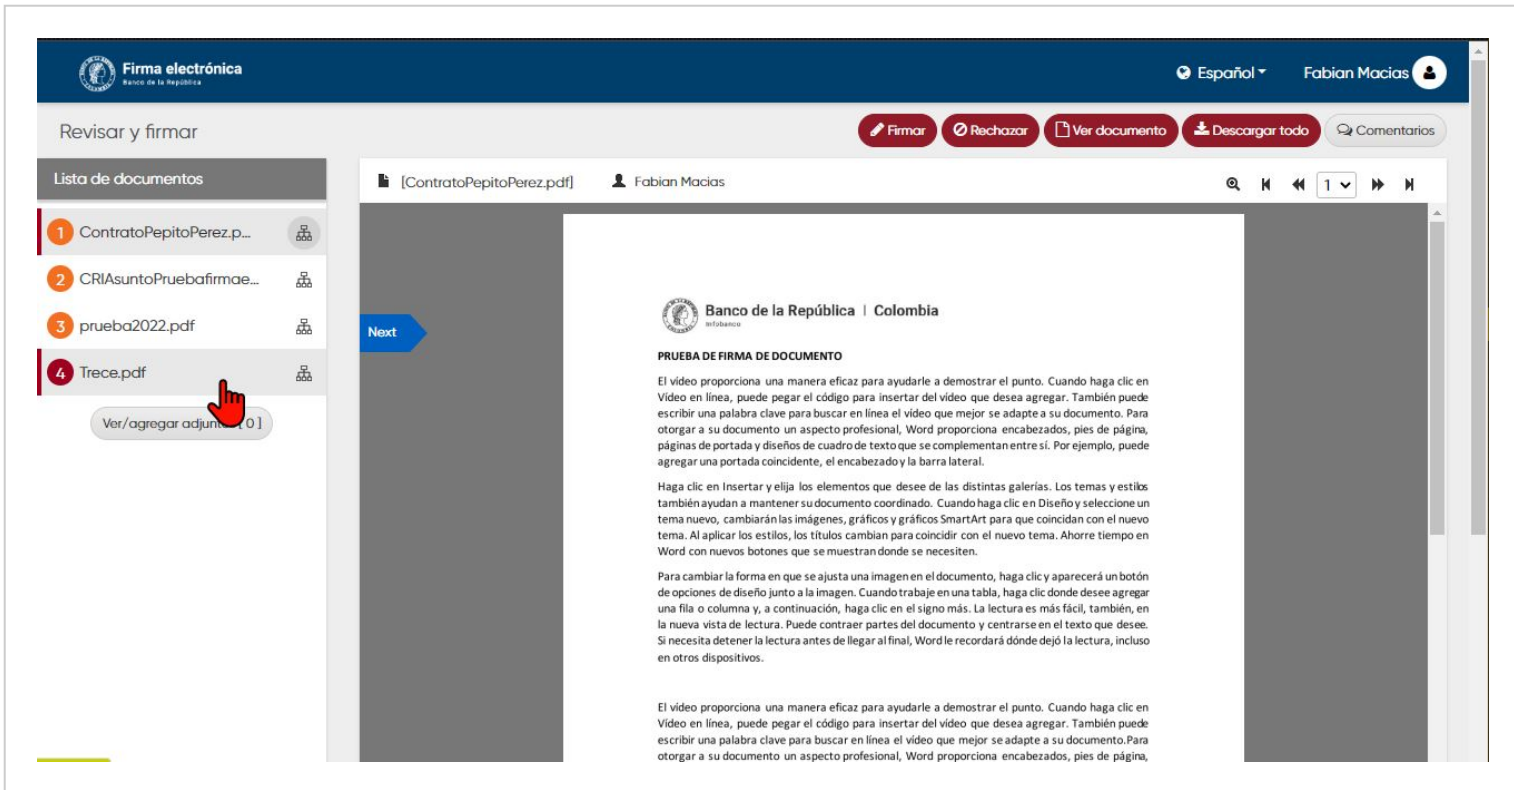 Firma electrónica
Banco de la República
Español
Fabian Macias
Revisar y firmar
Firmar
Rechazar
Ver documento
Descargar todo
Comentarios
Lista de documentos
[ContratoPepitoPerez.pdf]
Fabian Macias
1
1 ContratoPepitoPerez.p...
2 CRIAsuntoPruebafirmae...
3 prueba2022.pdf
4 Trece.pdf
Ver/agregar [ 0 ]
Next
Banco de la República | Colombia
PRUEBA DE FIRMA DE DOCUMENTO
El vídeo proporciona una manera eficaz para ayudarle a demostrar el punto. Cuando haga clic en
Vídeo en línea, puede pegar el código para insertar del vídeo que desea agregar. También puede
escribir una palabra clave para buscar en línea el vídeo que mejor se adapte a su documento. Para
otorgar a su documento un aspecto profesional, Word proporciona encabezados, pies de página,
páginas de portada y diseños de cuadro de texto que se complementan entre sí. Por ejemplo, puede
agregar una portada coincidente, el encabezado y la barra lateral.
Haga clic en Insertar y elija los elementos que desee de las distintas galerías. Los temas y estilos
también ayudan a mantener su documento coordinado. Cuando haga clic en Diseño y seleccione un
tema nuevo, cambiarán las imágenes, gráficos y gráficos SmartArt para que coincidan con el nuevo
tema. Al aplicar los estilos, los títulos cambian para coincidir con el nuevo tema. Ahorre tiempo en
Word con nuevos botones que se muestran donde se necesiten.
Para cambiar la forma en que se ajusta una imagen en el documento, haga clic y aparecerá un botón
de opciones de diseño junto a la imagen. Cuando trabaje en una tabla, haga clic donde desee agregar
una fila o columna y, a continuación, haga clic en el signo más. La lectura es más fácil, también, en
la nueva vista de lectura. Puede contraer partes del documento y centrarse en el texto que desee.
Si necesita detener la lectura antes de llegar al final, Word le recordará dónde dejó la lectura, incluso
en otros dispositivos.
El vídeo proporciona una manera eficaz para ayudarle a demostrar el punto. Cuando haga clic en
Vídeo en línea, puede pegar el código para insertar del vídeo que desea agregar. También puede
escribir una palabra clave para buscar en línea el vídeo que mejor se adapte a su documento.Para
otorgar a su documento un aspecto profesional, Word proporciona encabezados, pies de página,